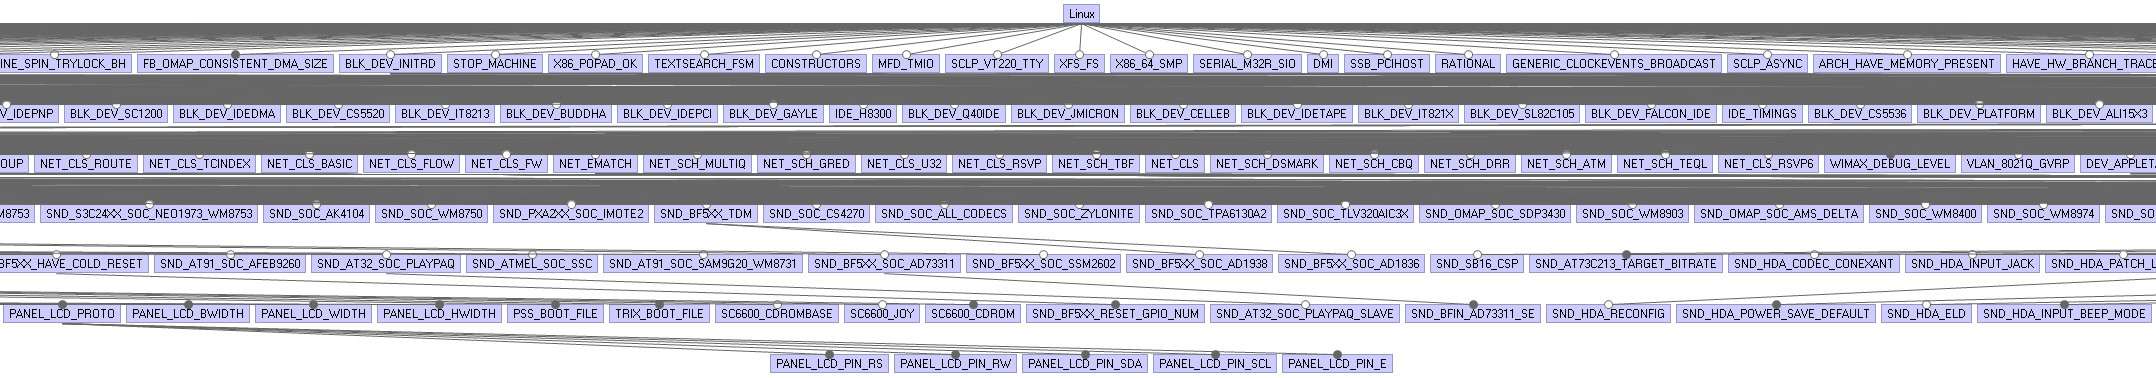 Linux
INE_SPIN_TRYLOCK_BH FB_OMAP_CONSISTENT_DMA_SIZE BLK_DEV_INITRD STOP_MACHINE X86_POPAD_OK TEXTSEARCH_FSM CONSTRUCTORS MFD_TMIO SCLP_VT220_TTY XFS_FS X86_64_SMP SERIAL_M32R_SIO DMI SSB_PCIHOST RATIONAL GENERIC_CLOCKEVENTS_BROADCAST SCLP_ASYNC ARCH_HAVE_MEMORY_PRESENT HAVE_HW_BRANCH_TRACE
V_IDEPNP BLK_DEV_SC1200 BLK_DEV_IDEDMA BLK_DEV_CS5520 BLK_DEV_IT8213 BLK_DEV_BUDDHA BLK_DEV_IDEPCI BLK_DEV_GAYLE IDE_H8300 BLK_DEV_Q40IDE BLK_DEV_JMICRON BLK_DEV_CELLEB BLK_DEV_IDETAPE BLK_DEV_IT821X BLK_DEV_SL82C105 BLK_DEV_FALCON_IDE IDE_TIMINGS BLK_DEV_CS5536 BLK_DEV_PLATFORM BLK_DEV_ALI15X3
OUP NET_CLS_ROUTE NET_CLS_TCINDEX NET_CLS_BASIC NET_CLS_FLOW NET_CLS_FW NET_EMATCH NET_SCH_MULTIQ NET_SCH_GRED NET_CLS_U32 NET_CLS_RSVP NET_SCH_TBF NET_CLS NET_SCH_DSMARK NET_SCH_CBQ NET_SCH_DRR NET_SCH_ATM NET_SCH_TEQL NET_CLS_RSVP6 WIMAX_DEBUG_LEVEL VLAN_8021Q_GVRP DEV_APPLET
WM8753 SND_S3C24XX_SOC_NEO1973_WM8753 SND_SOC_AK4104 SND_SOC_WM8750 SND_PXA2XX_SOC_IMOTE2 SND_BF5XX_TDM SND_SOC_CS4270 SND_SOC_ALL_CODECS SND_SOC_ZYLONITE SND_SOC_TPA6130A2 SND_SOC_TLV320AIC3X SND_OMAP_SOC_SDP3430 SND_SOC_WM8903 SND_OMAP_SOC_AMS_DELTA SND_SOC_WM8400 SND_SOC_WM8974 SND_SO
BF5XX_HAVE_COLD_RESET SND_AT91_SOC_AFEB9260 SND_AT32_SOC_PLAYPAQ SND_ATMEL_SOC_SSC SND_AT91_SOC_SAM9G20_WM8731 SND_BF5XX_SOC_AD73311 SND_BF5XX_SOC_SSM2602 SND_BF5XX_SOC_AD1938 SND_BF5XX_SOC_AD1836 SND_SB16_CSP SND_AT73C213_TARGET_BITRATE SND_HDA_CODEC_CONEXANT SND_HDA_INPUT_JACK SND_HDA_PATCH_L
PANEL_LCD_PROTO PANEL_LCD_BWIDTH PANEL_LCD_WIDTH PANEL_LCD_HWIDTH PSS_BOOT_FILE TRIX_BOOT_FILE SC6600_CDROMBASE SC6600_JOY SC6600_CDROM SND_BF5XX_RESET_GPIO_NUM SND_AT32_SOC_PLAYPAQ_SLAVE SND_BFIN_AD73311_SE SND_HDA_RECONFIG SND_HDA_POWER_SAVE_DEFAULT SND_HDA_ELD SND_HDA_INPUT_BEEP_MODE
PANEL_LCD_PIN_RS PANEL_LCD_PIN_RW PANEL_LCD_PIN_SDA PANEL_LCD_PIN_SCL PANEL_LCD_PIN_E